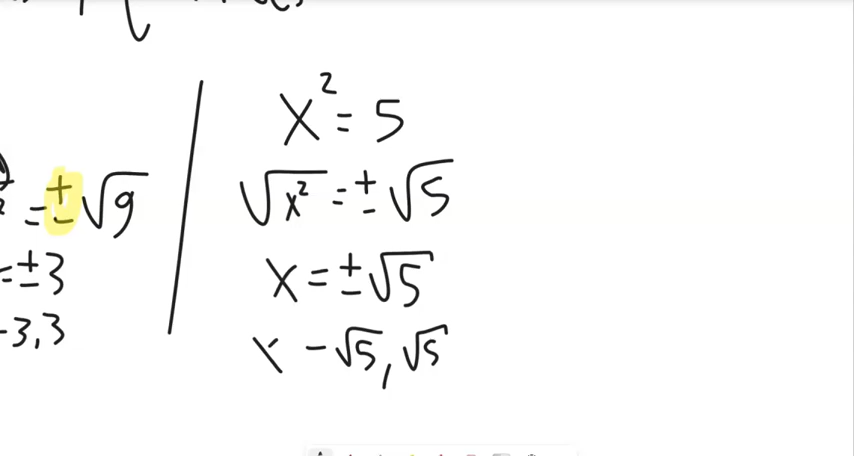 = ±√9
= ±3
-3, 3
x² = 5
√x² = ±√5
x = ±√5
x -√5, √5